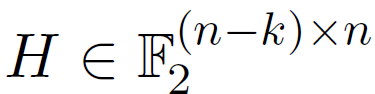 H ∈ 𝔽₂^{(n−k)×n}